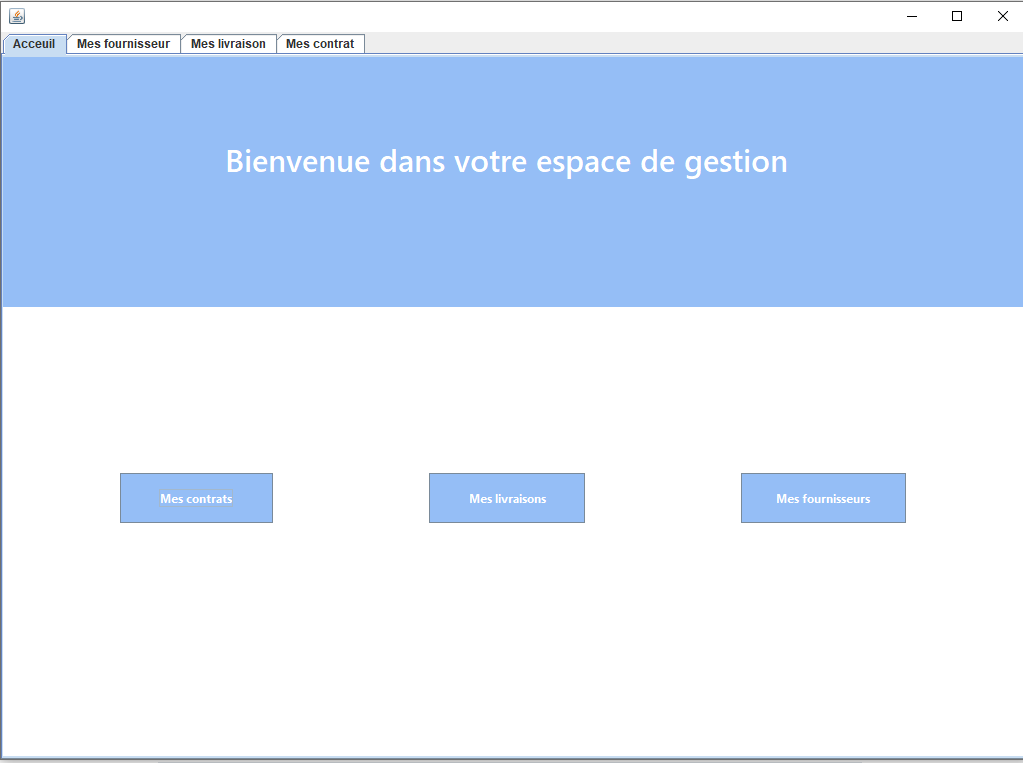 Acceuil Mes fournisseur Mes livraison Mes contrat
Bienvenue dans votre espace de gestion
Mes contrats Mes livraisons Mes fournisseurs